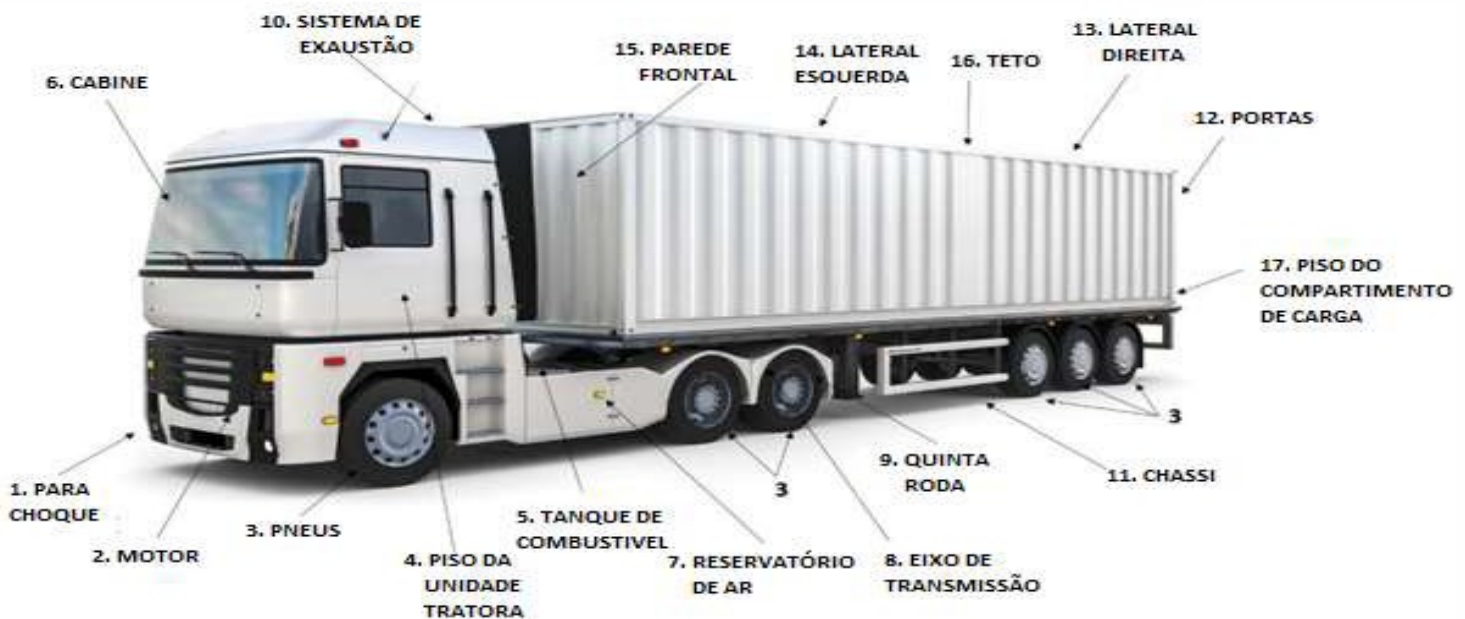 10. SISTEMA DE
EXAUSTÃO
15. PAREDE
FRONTAL
14. LATERAL
ESQUERDA
16. TETO
13. LATERAL
DIREITA
6. CABINE
12. PORTAS
17. PISO DO
COMPARTIMENTO
DE CARGA
3
9. QUINTA
RODA
11. CHASSI
1. PARA
CHOQUE
3
3. PNEUS
5. TANQUE DE
COMBUSTIVEL
2. MOTOR
4. PISO DA
UNIDADE
TRATORA
7. RESERVATÓRIO
DE AR
8. EIXO DE
TRANSMISSÃO